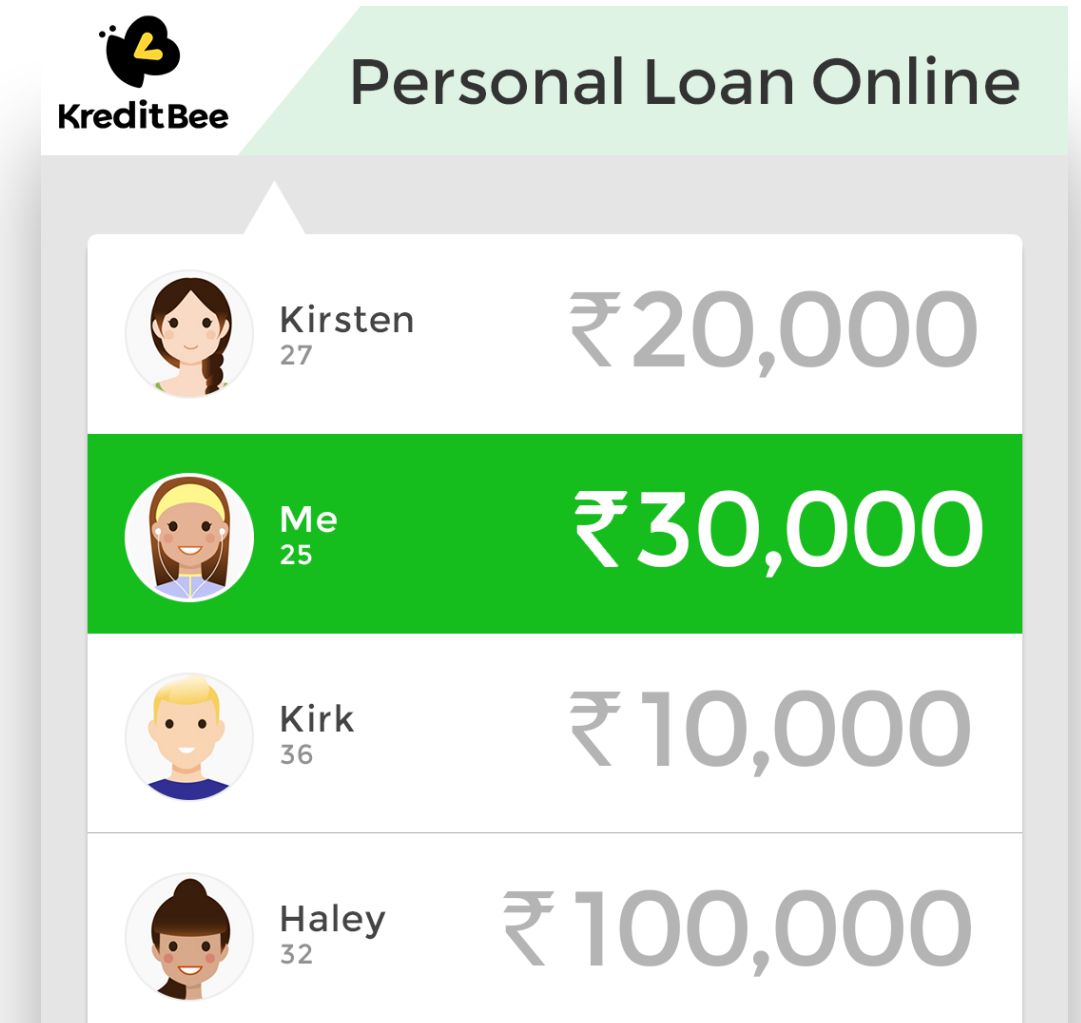 KreditBee
Personal Loan Online
Kirsten
27
₹20,000
Me
25
₹30,000
Kirk
36
₹10,000
Haley
32
₹100,000